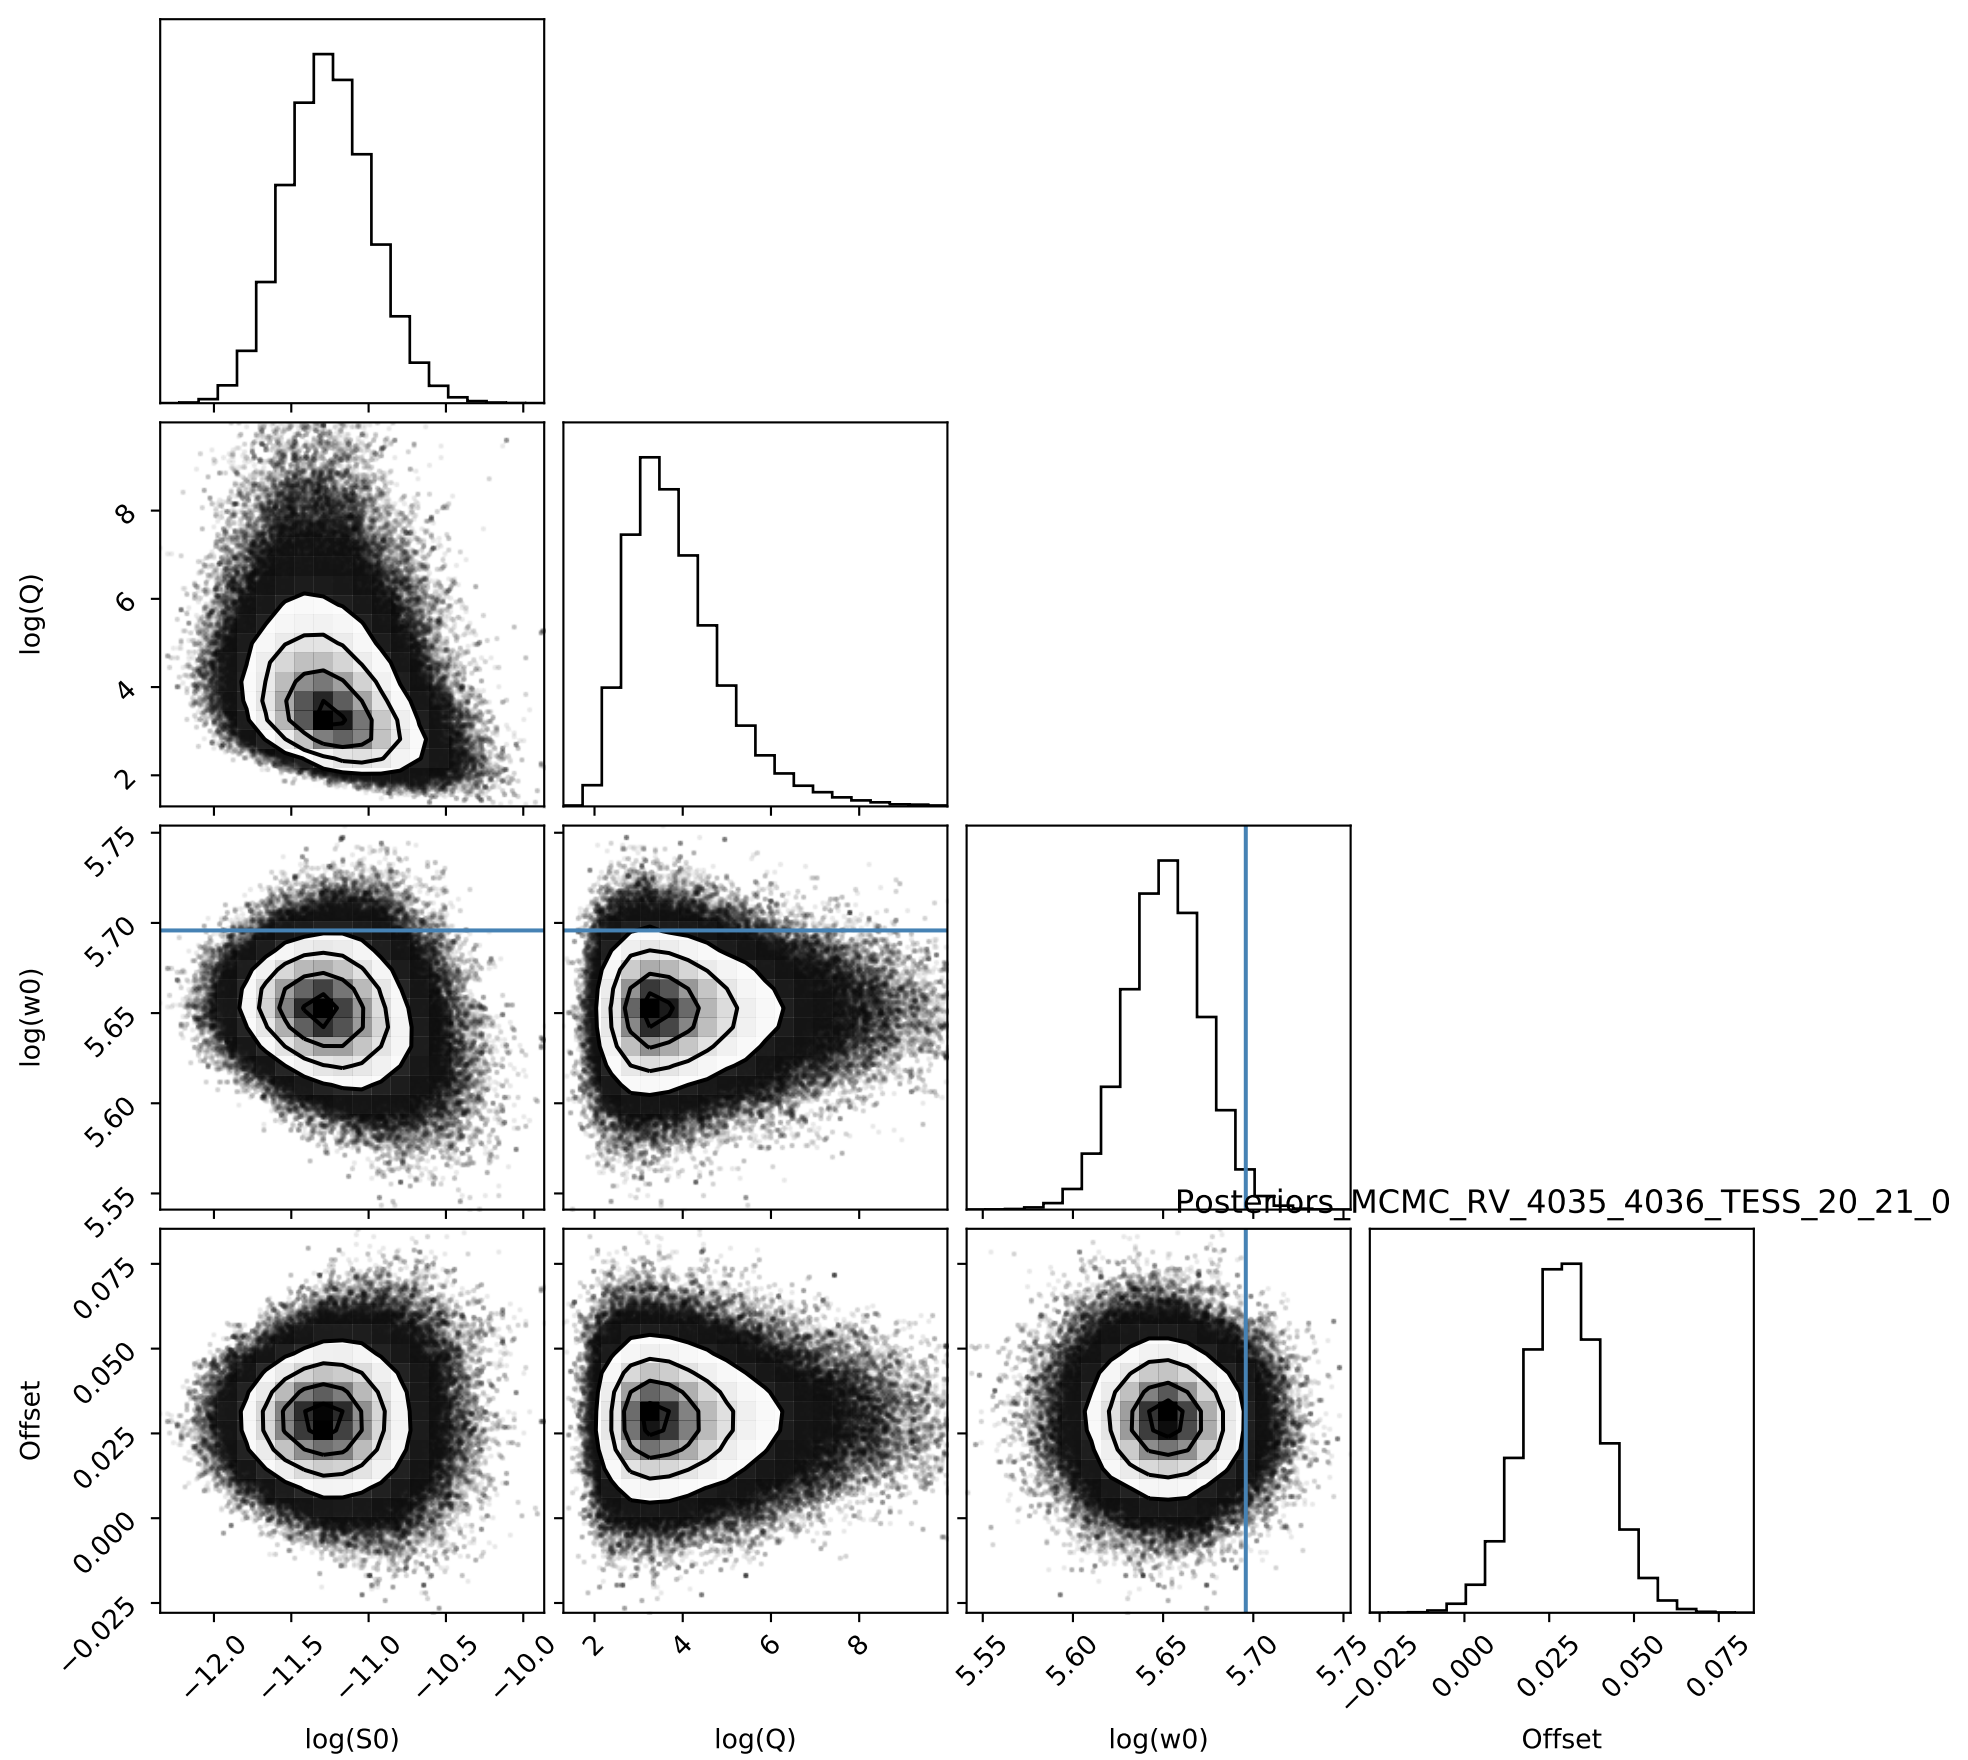 log(Q)
8
6
4
2
log(w0)
5.75
5.70
5.65
5.60
5.55
Posteriors_MCMC_RV_4035_4036_TESS_20_21_0
Offset
0.075
0.050
0.025
0.000
−0.025
−12.0 −11.5 −11.0 −10.5 −10.0 2 4 6 8 5.55 5.60 5.65 5.70 5.75 −0.025 0.000 0.025 0.050 0.075
log(S0) log(Q) log(w0) Offset